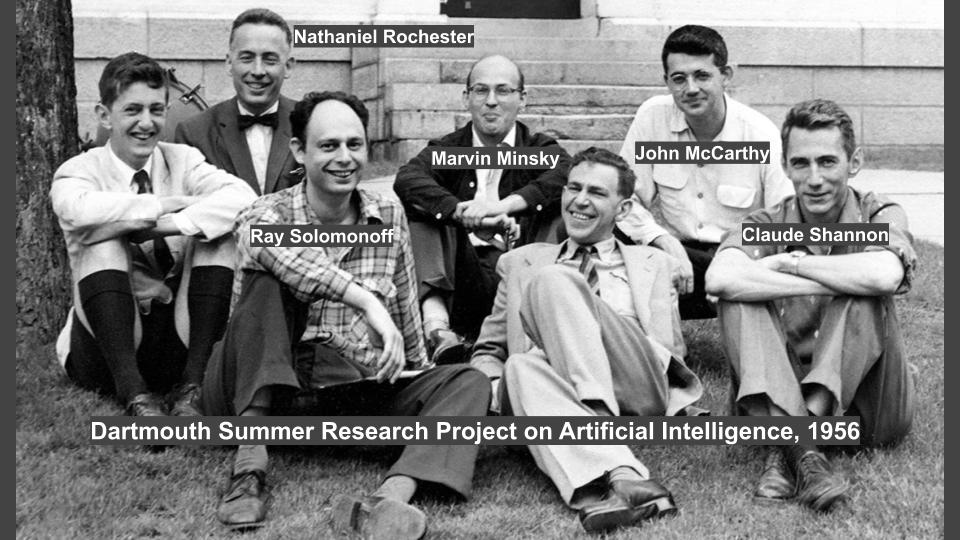 Nathaniel Rochester
Marvin Minsky
John McCarthy
Ray Solomonoff
Claude Shannon
Dartmouth Summer Research Project on Artificial Intelligence, 1956